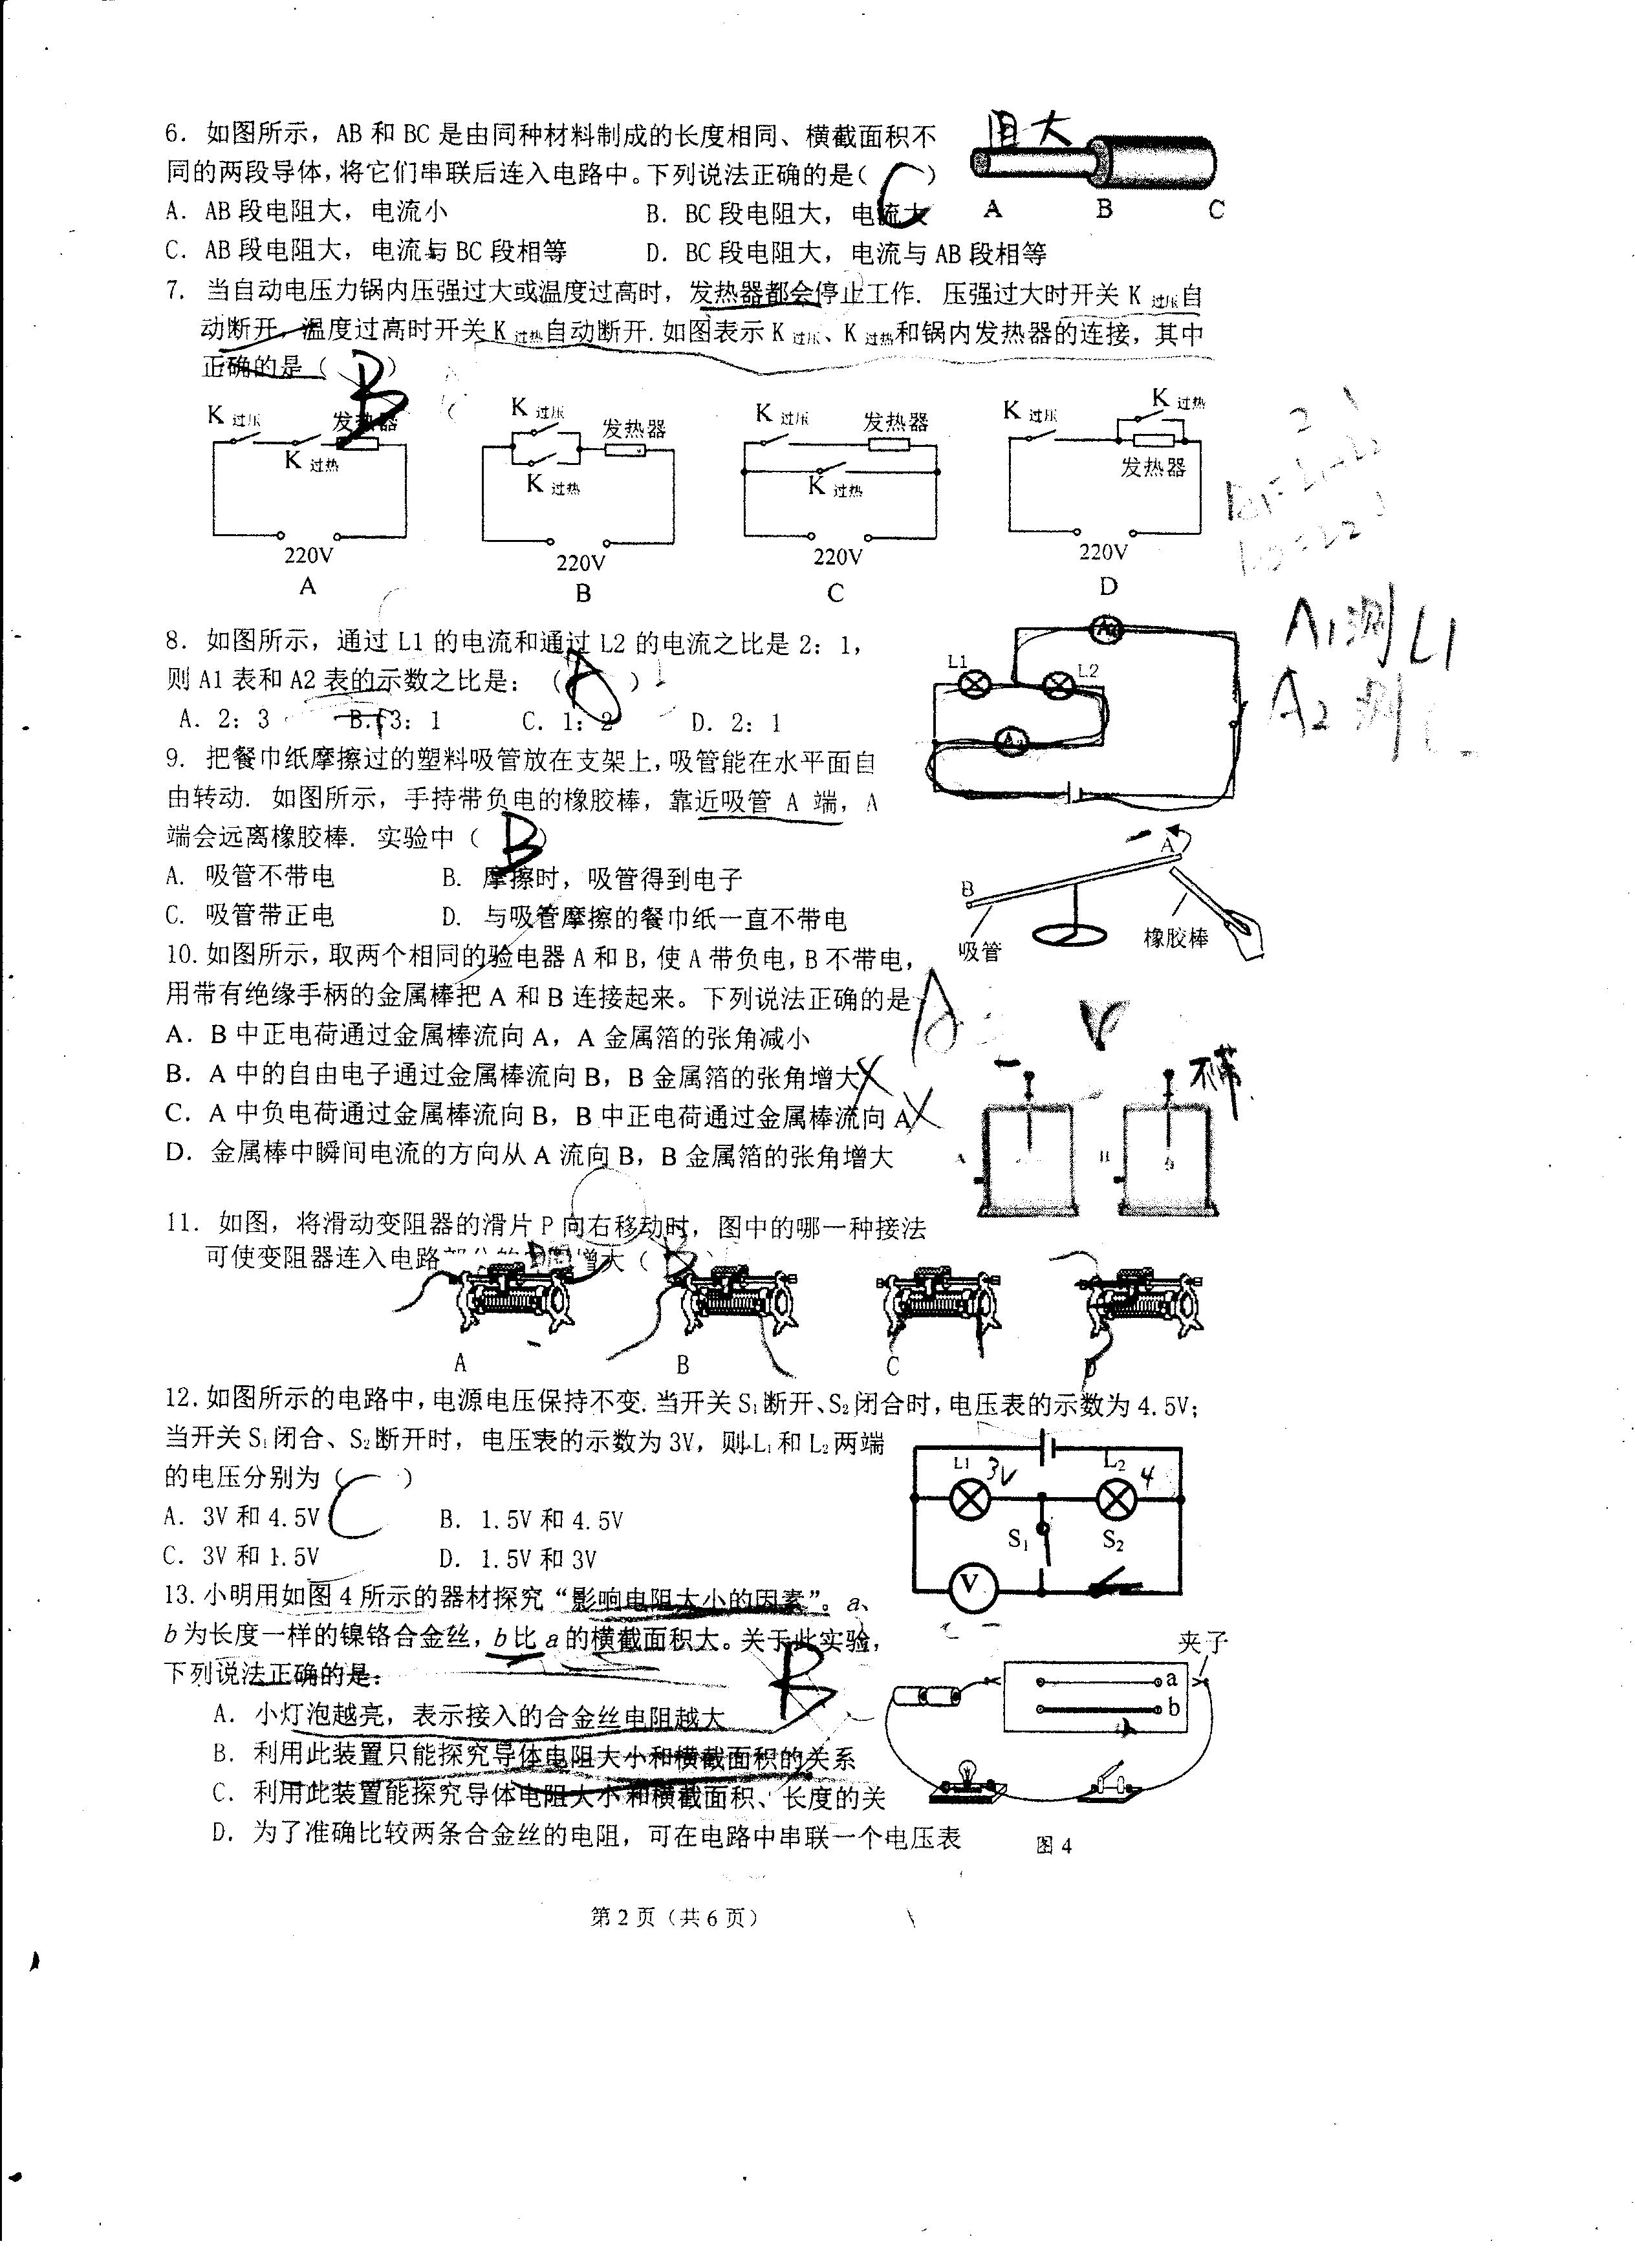 阻大
6. 如图所示，AB 和 BC 是由同种材料制成的长度相同、横截面积不
同的两段导体，将它们串联后连入电路中。下列说法正确的是( C )
A B C
A. AB 段电阻大，电流小 B. BC 段电阻大，电流大
C. AB 段电阻大，电流与 BC 段相等 D. BC 段电阻大，电流与 AB 段相等
7. 当自动电压力锅内压强过大或温度过高时，发热器都会停止工作. 压强过大时开关 K 过压自
动断开，温度过高时开关 K 过热自动断开. 如图表示 K 过压、K 过热和锅内发热器的连接，其中
正确的是( B )
K 过压 发热器 K 过压 发热器 K 过压 发热器 K 过压 K 过热
K 过热 K 过热 K 过热 发热器
220V 220V 220V 220V
A B C D
8. 如图所示，通过 L1 的电流和通过 L2 的电流之比是 2：1，
则 A1 表和 A2 表的示数之比是：( )
A. 2：3 B. 3：1 C. 1：2 D. 2：1
L1 L2
A1测L1
A2测
9. 把餐巾纸摩擦过的塑料吸管放在支架上，吸管能在水平面自
由转动. 如图所示，手持带负电的橡胶棒，靠近吸管 A 端，A
端会远离橡胶棒. 实验中( B )
A. 吸管不带电 B. 摩擦时，吸管得到电子
C. 吸管带正电 D. 与吸管摩擦的餐巾纸一直不带电
A
B
吸管 橡胶棒
10. 如图所示，取两个相同的验电器 A 和 B，使 A 带负电，B 不带电，
用带有绝缘手柄的金属棒把 A 和 B 连接起来。下列说法正确的是
A. B 中正电荷通过金属棒流向 A，A 金属箔的张角减小
B. A 中的自由电子通过金属棒流向 B，B 金属箔的张角增大
C. A 中负电荷通过金属棒流向 B，B 中正电荷通过金属棒流向 A
D. 金属棒中瞬间电流的方向从 A 流向 B，B 金属箔的张角增大
不带
A B
11. 如图，将滑动变阻器的滑片 P 向右移动时，图中的哪一种接法
可使变阻器连入电路 增大( B )
A B C D
12. 如图所示的电路中，电源电压保持不变. 当开关 S₁断开、S₂闭合时，电压表的示数为 4.5V；
当开关 S₁闭合、S₂断开时，电压表的示数为 3V，则 L₁和 L₂两端
的电压分别为( C )
A. 3V 和 4.5V B. 1.5V 和 4.5V
C. 3V 和 1.5V D. 1.5V 和 3V
L1 3V L2 4
S₁ S₂
V
13. 小明用如图 4 所示的器材探究“影响电阻大小的因素”。a、
b 为长度一样的镍铬合金丝，b 比 a 的横截面积大。关于此实验，
下列说法正确的是： B
A. 小灯泡越亮，表示接入的合金丝电阻越大
B. 利用此装置只能探究导体电阻大小和横截面积的关系
C. 利用此装置能探究导体电阻大小和横截面积、长度的关
D. 为了准确比较两条合金丝的电阻，可在电路中串联一个电压表
夹子
a
b
图 4
第 2 页（共 6 页）